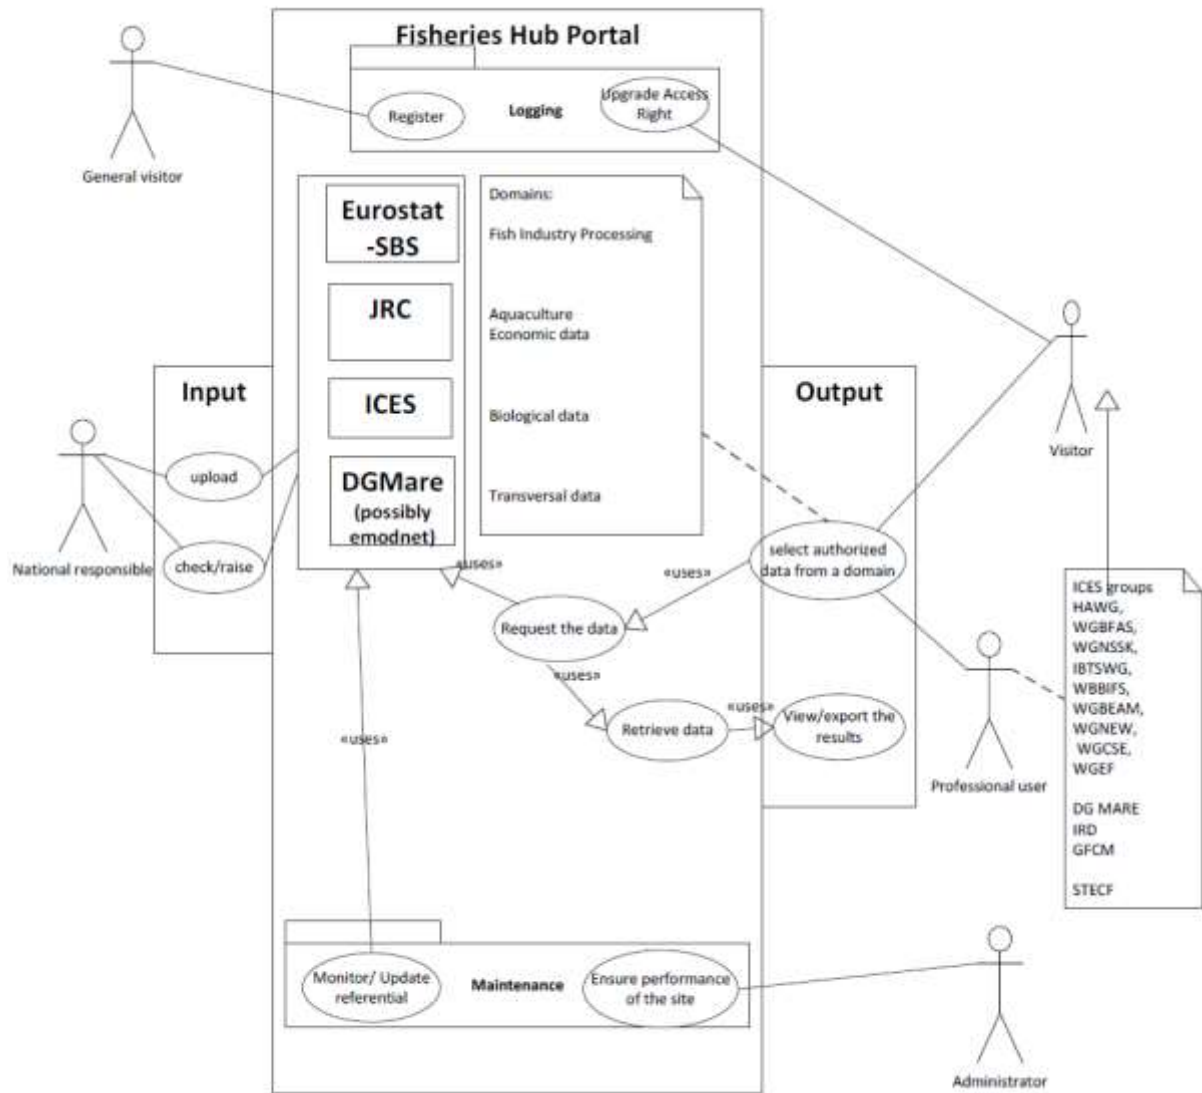 Fisheries Hub Portal
Register
Logging
Upgrade Access
Right
General visitor
Eurostat
-SBS
JRC
ICES
DGMare
(possibly
emodnet)
Domains:
Fish Industry Processing
Aquaculture
Economic data
Biological data
Transversal data
Input
upload
check/raise
National responsible
Output
Visitor
select authorized
data from a domain
«uses»
«uses»
Request the data
«uses»
Retrieve data
«uses»
View/export the
results
«uses»
Professional user
ICES groups
HAWG,
WGBFAS,
WGNSSK,
IBTSWG,
WBBIFS,
WGBEAM,
WGNEW,
WGCSE,
WGEF
DG MARE
IRD
GFCM
STECF
Monitor/ Update
referential
Maintenance
Ensure performance
of the site
Administrator